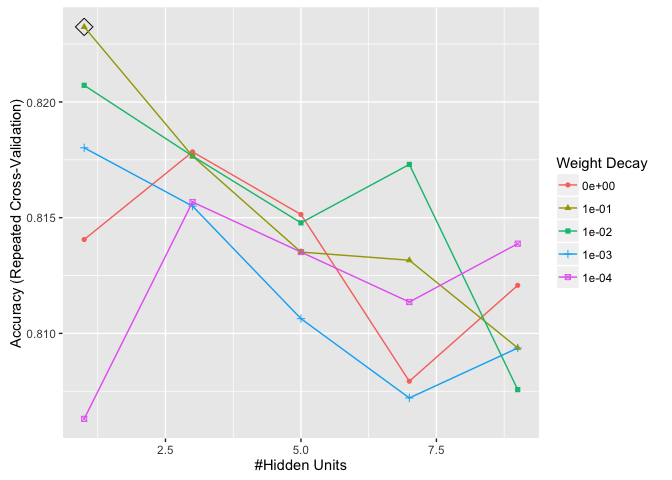 Accuracy (Repeated Cross-Validation)
0.820
0.815
0.810
2.5
5.0
7.5
#Hidden Units
Weight Decay
0e+00
1e-01
1e-02
1e-03
1e-04